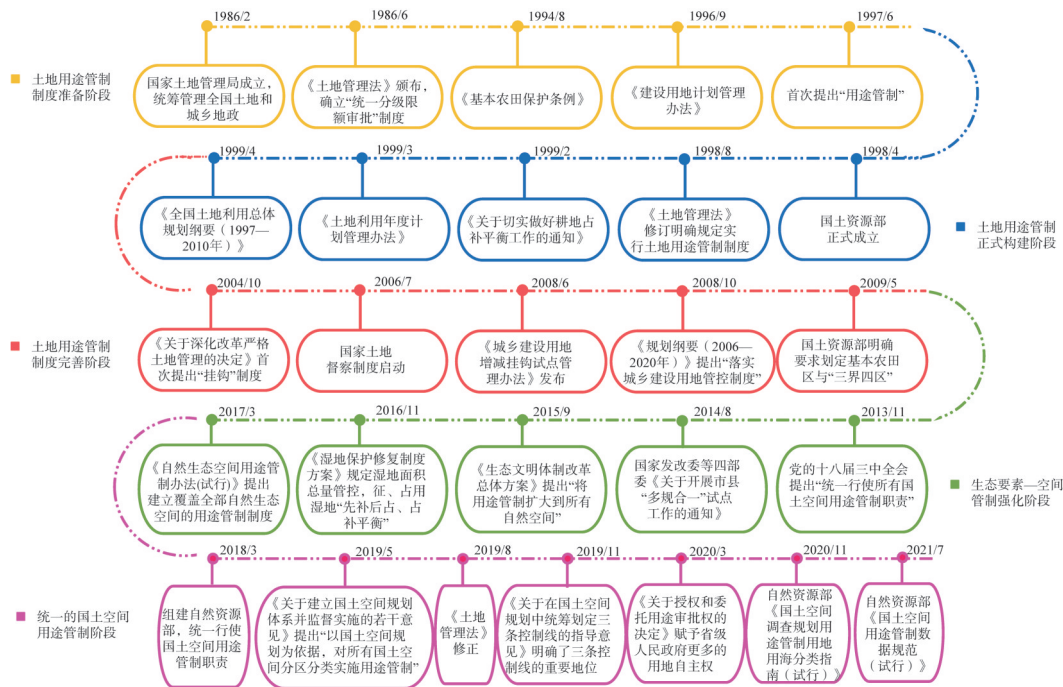 1986/2
1986/6
1994/8
1996/9
1997/6
土地用途管制
制度准备阶段
国家土地管理局成立，
统筹管理全国土地和
城乡地政
《土地管理法》颁布，
确立“统一分级限
额审批”制度
《基本农田保护条例》
《建设用地计划管理
办法》
首次提出“用途管制”
1999/4
1999/3
1999/2
1998/8
1998/4
《全国土地利用总体
规划纲要（1997—
2010年）》
《土地利用年度计
划管理办法》
《关于切实做好耕地占
补平衡工作的通知》
《土地管理法》
修订明确规定实
行土地用途管制制度
国土资源部
正式成立
土地用途管制
正式构建阶段
2004/10
2006/7
2008/6
2008/10
2009/5
土地用途管制
制度完善阶段
《关于深化改革严格
土地管理的决定》首
次提出“挂钩”制度
国家土地
督察制度启动
《城乡建设用地
增减挂钩试点管
理办法》发布
《规划纲要（2006—
2020年）》提出“落实
城乡建设用地管控制度”
国土资源部明确
要求划定基本农田
区与“三界四区”
2017/3
2016/11
2015/9
2014/8
2013/11
《自然生态空间用途管
制办法(试行)》提出
建立覆盖全部自然生态
空间的用途管制制度
《湿地保护修复制度
方案》规定湿地面积
总量管控，征、占用
湿地“先补后占、占
补平衡”
《生态文明体制改革
总体方案》提出“将
用途管制扩大到所有
自然空间”
国家发改委等四部
委《关于开展市县
“多规合一”试点
工作的通知》
党的十八届三中全会
提出“统一行使所有国
土空间用途管制职责”
生态要素—空间
管制强化阶段
2018/3
2019/5
2019/8
2019/11
2020/3
2020/11
2021/7
统一的国土空间
用途管制阶段
组建自然资源
部，统一行使
国土空间用途
管制职责
《关于建立国土空间规划
体系并监督实施的若干意
见》提出“以国土空间规
划为依据，对所有国土空
间分区分类实施用途管制”
《土地
管理法》
修正
《关于在国土空间
规划中统筹划定三
条控制线的指导意
见》明确了三条控
制线的重要地位
《关于授权和委
托用途审批权的
决定》赋予省级
人民政府更多的
用地自主权
自然资源部
《国土空间
调查规划用
途管制用地
用海分类指
南（试行）》
自然资源部
《国土空间
用途管制数
据规范
（试行）》